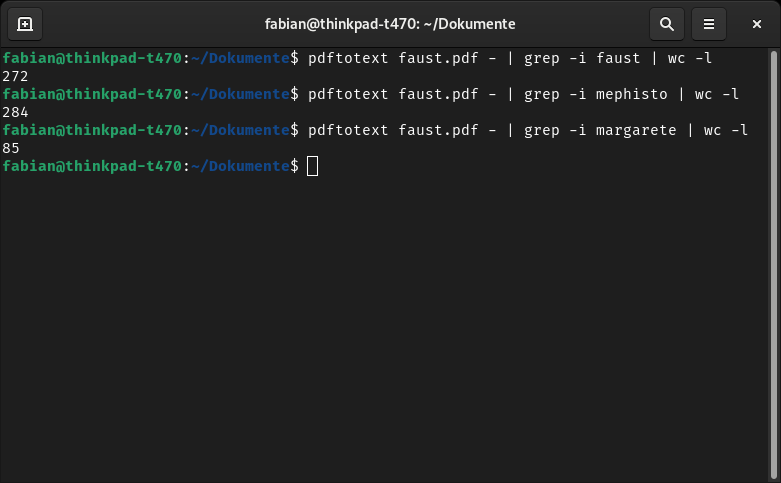 fabian@thinkpad-t470: ~/Dokumente
fabian@thinkpad-t470:~/Dokumente$ pdftotext faust.pdf - | grep -i faust | wc -l
272
fabian@thinkpad-t470:~/Dokumente$ pdftotext faust.pdf - | grep -i mephisto | wc -l
284
fabian@thinkpad-t470:~/Dokumente$ pdftotext faust.pdf - | grep -i margarete | wc -l
85
fabian@thinkpad-t470:~/Dokumente$